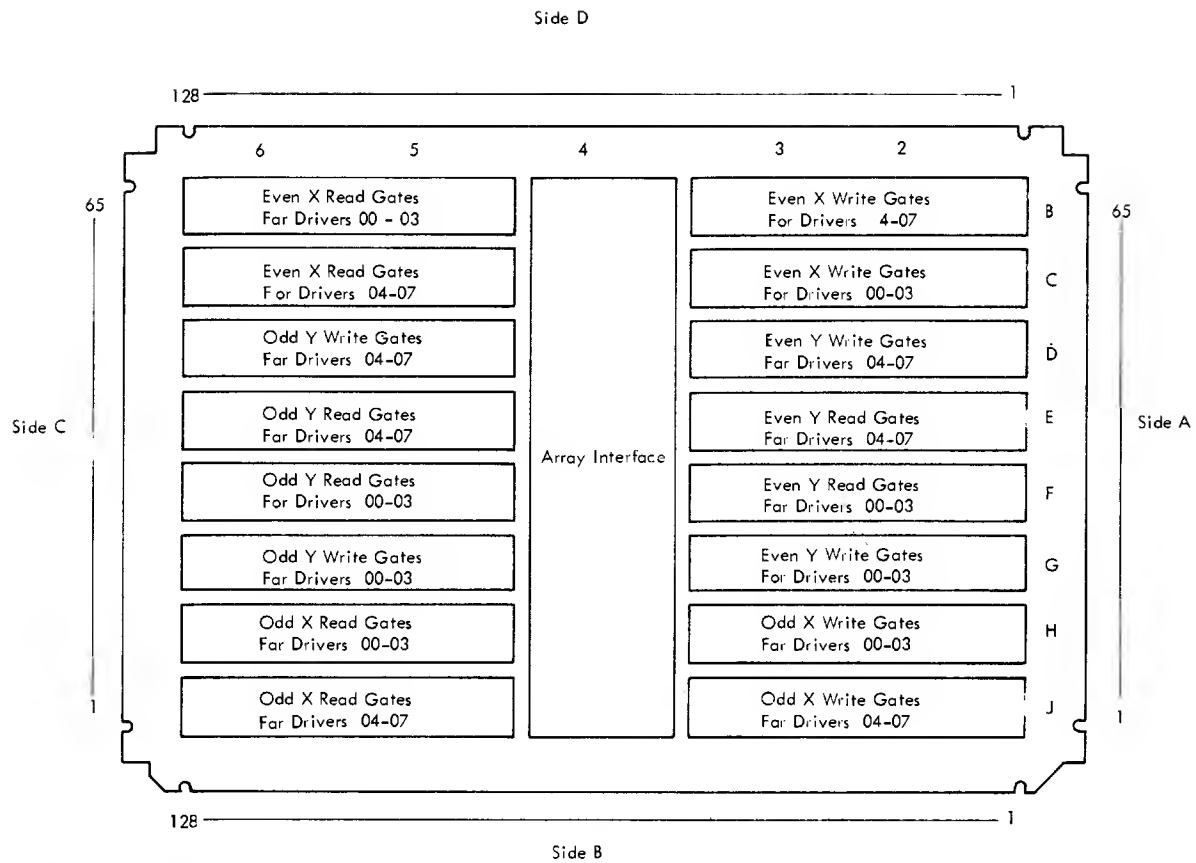 Side D
128 1
6 5 4 3 2
65
Even X Read Gates
Far Drivers 00 - 03
Even X Write Gates
For Drivers 4-07
B
65
Even X Read Gates
For Drivers 04-07
Even X Write Gates
For Drivers 00-03
C
Odd Y Write Gates
Far Drivers 04-07
Even Y Write Gates
Far Drivers 04-07
D
Side C
Odd Y Read Gates
Far Drivers 04-07
Array Interface
Even Y Read Gates
Far Drivers 04-07
E
Side A
Odd Y Read Gates
For Drivers 00-03
Even Y Read Gates
Far Drivers 00-03
F
Odd Y Write Gates
Far Drivers 00-03
Even Y Write Gates
For Drivers 00-03
G
Odd X Read Gates
Far Drivers 00-03
Odd X Write Gates
Far Drivers 00-03
H
1
Odd X Read Gates
Far Drivers 04-07
Odd X Write Gates
Far Drivers 04-07
J
1
128 1
Side B